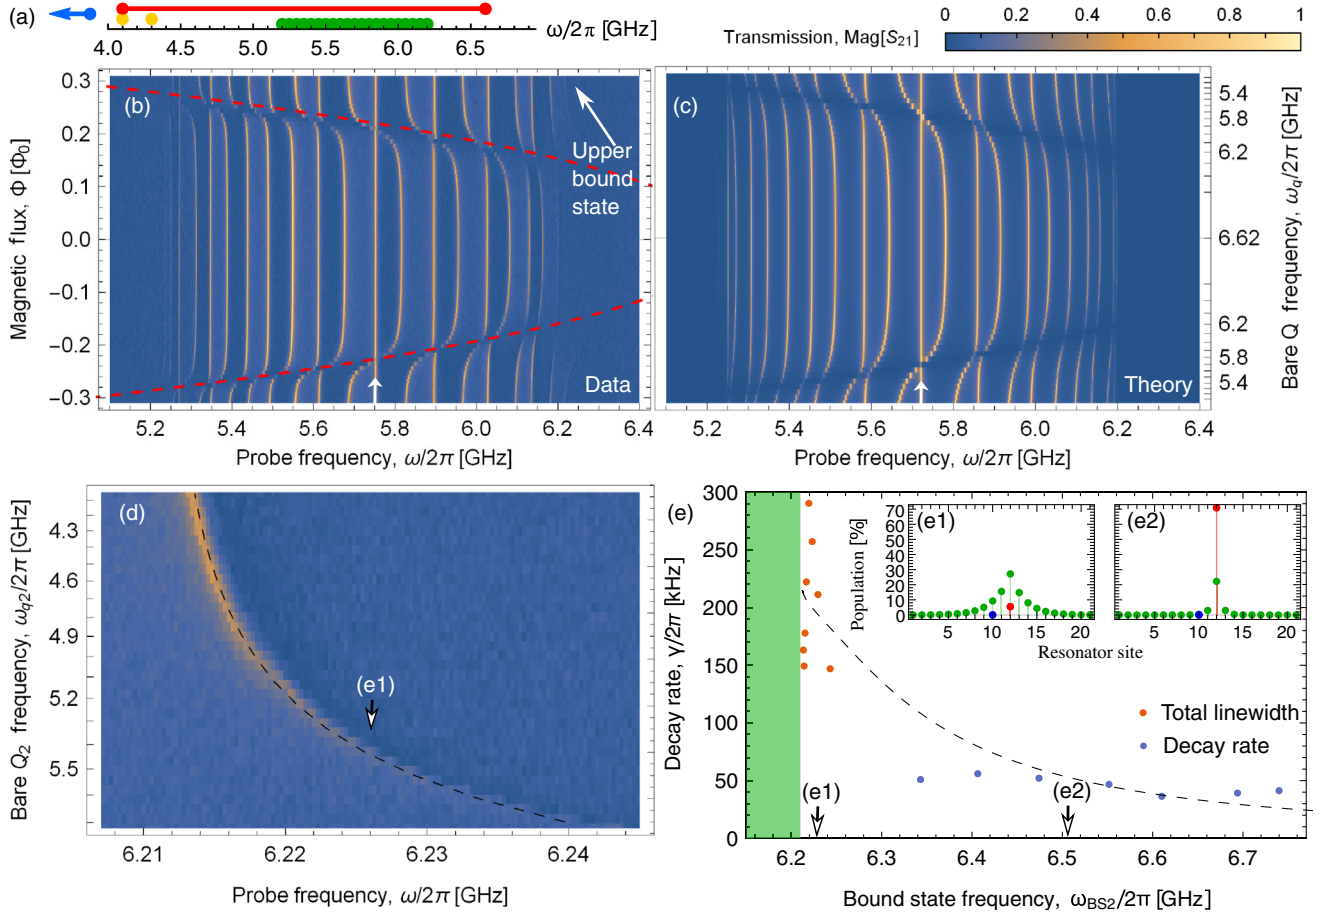 (a)
ω/2π [GHz]
4.0 4.5 5.0 5.5 6.0 6.5
Transmission, Mag[S21]
0 0.2 0.4 0.6 0.8 1
(b)
Upper
bound
state
Data
0.3
0.2
0.1
0.0
−0.1
−0.2
−0.3
Magnetic flux, Φ [Φ0]
5.2 5.4 5.6 5.8 6.0 6.2 6.4
Probe frequency, ω/2π [GHz]
(c)
Theory
5.4
5.8
6.2
6.62
6.2
5.8
5.4
Bare Q frequency, ωq/2π [GHz]
5.2 5.4 5.6 5.8 6.0 6.2 6.4
Probe frequency, ω/2π [GHz]
(d)
(e1)
4.3
4.6
4.9
5.2
5.5
Bare Q2 frequency, ωq2/2π [GHz]
6.21 6.22 6.23 6.24
Probe frequency, ω/2π [GHz]
(e)
300
250
200
150
100
50
0
Decay rate, γ/2π [kHz]
(e1)
(e2)
70
60
50
40
30
20
10
0
Population [%]
5 10 15 20
5 10 15 20
Resonator site
Total linewidth
Decay rate
(e1)
(e2)
6.2 6.3 6.4 6.5 6.6 6.7
Bound state frequency, ωBS2/2π [GHz]